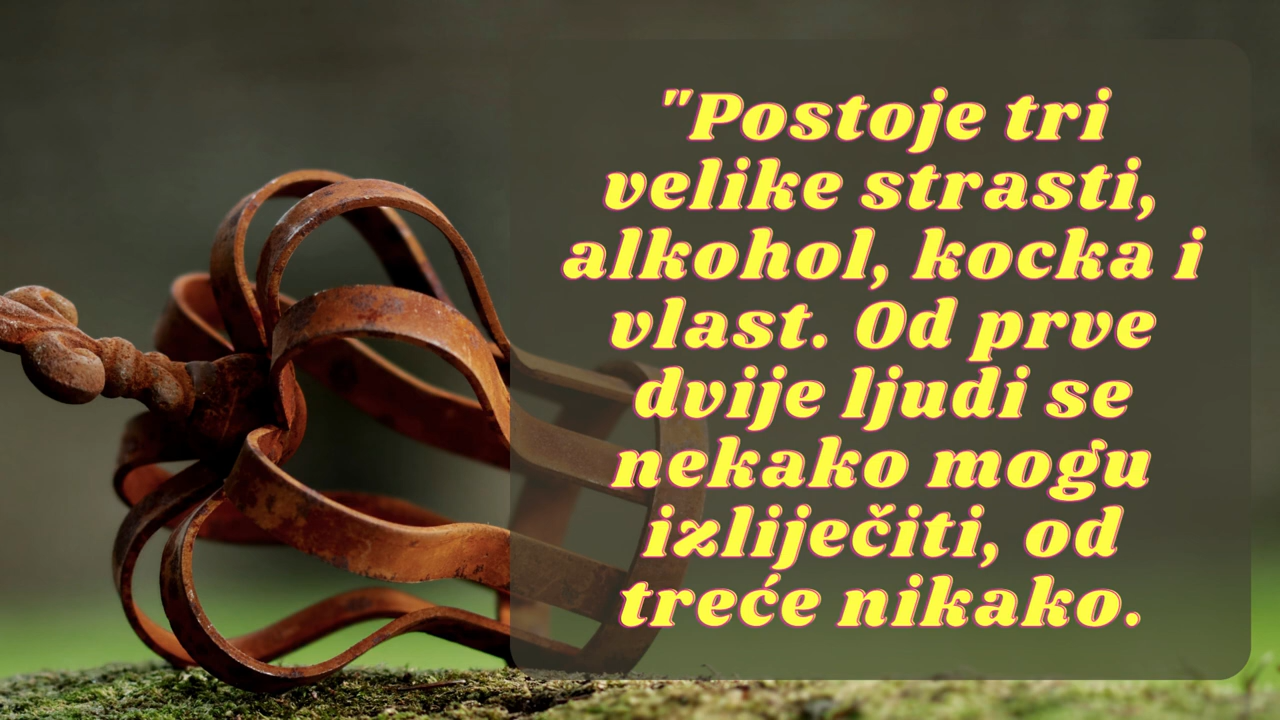 "Postoje tri
velike strasti,
alkohol, kocka i
vlast. Od prve
dvije ljudi se
nekako mogu
izliječiti, od
treće nikako.